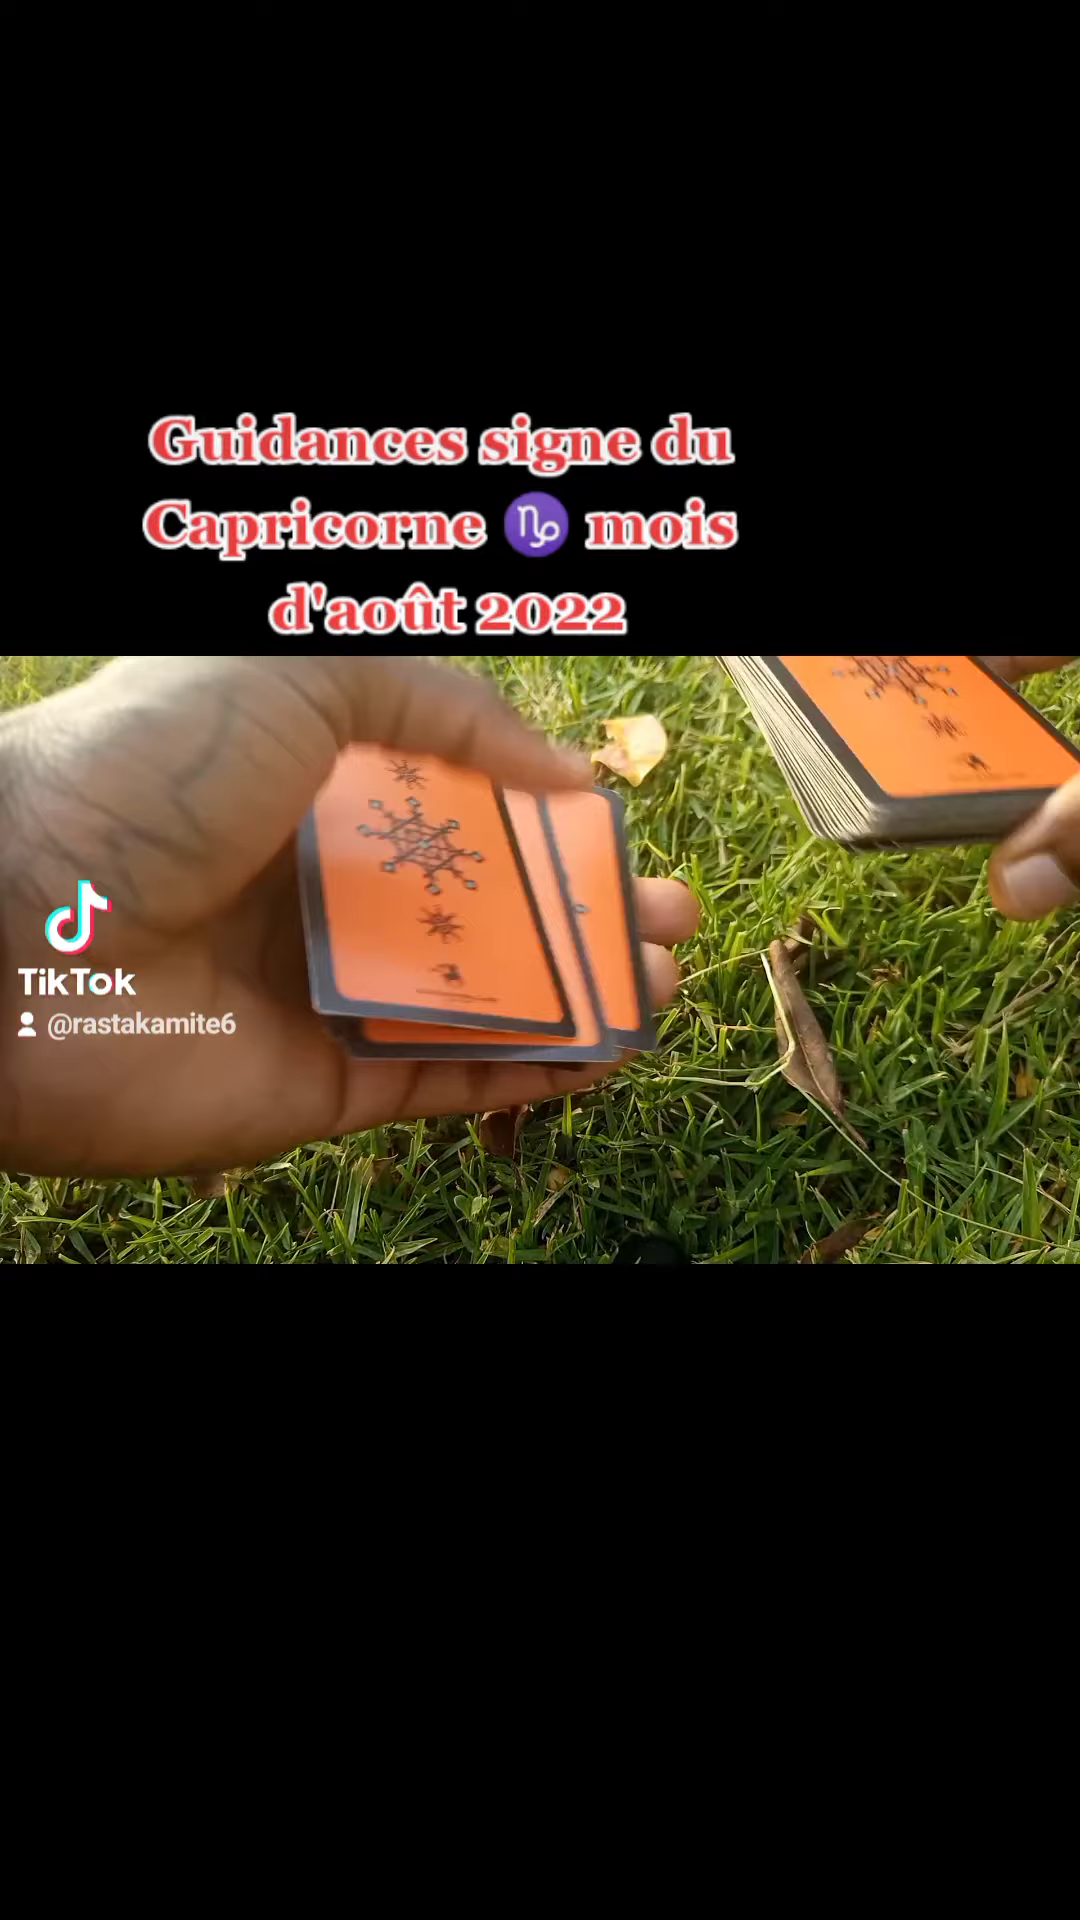 Guidances signe du
Capricorne ♑ mois
d'août 2022
TikTok
@rastakamite6